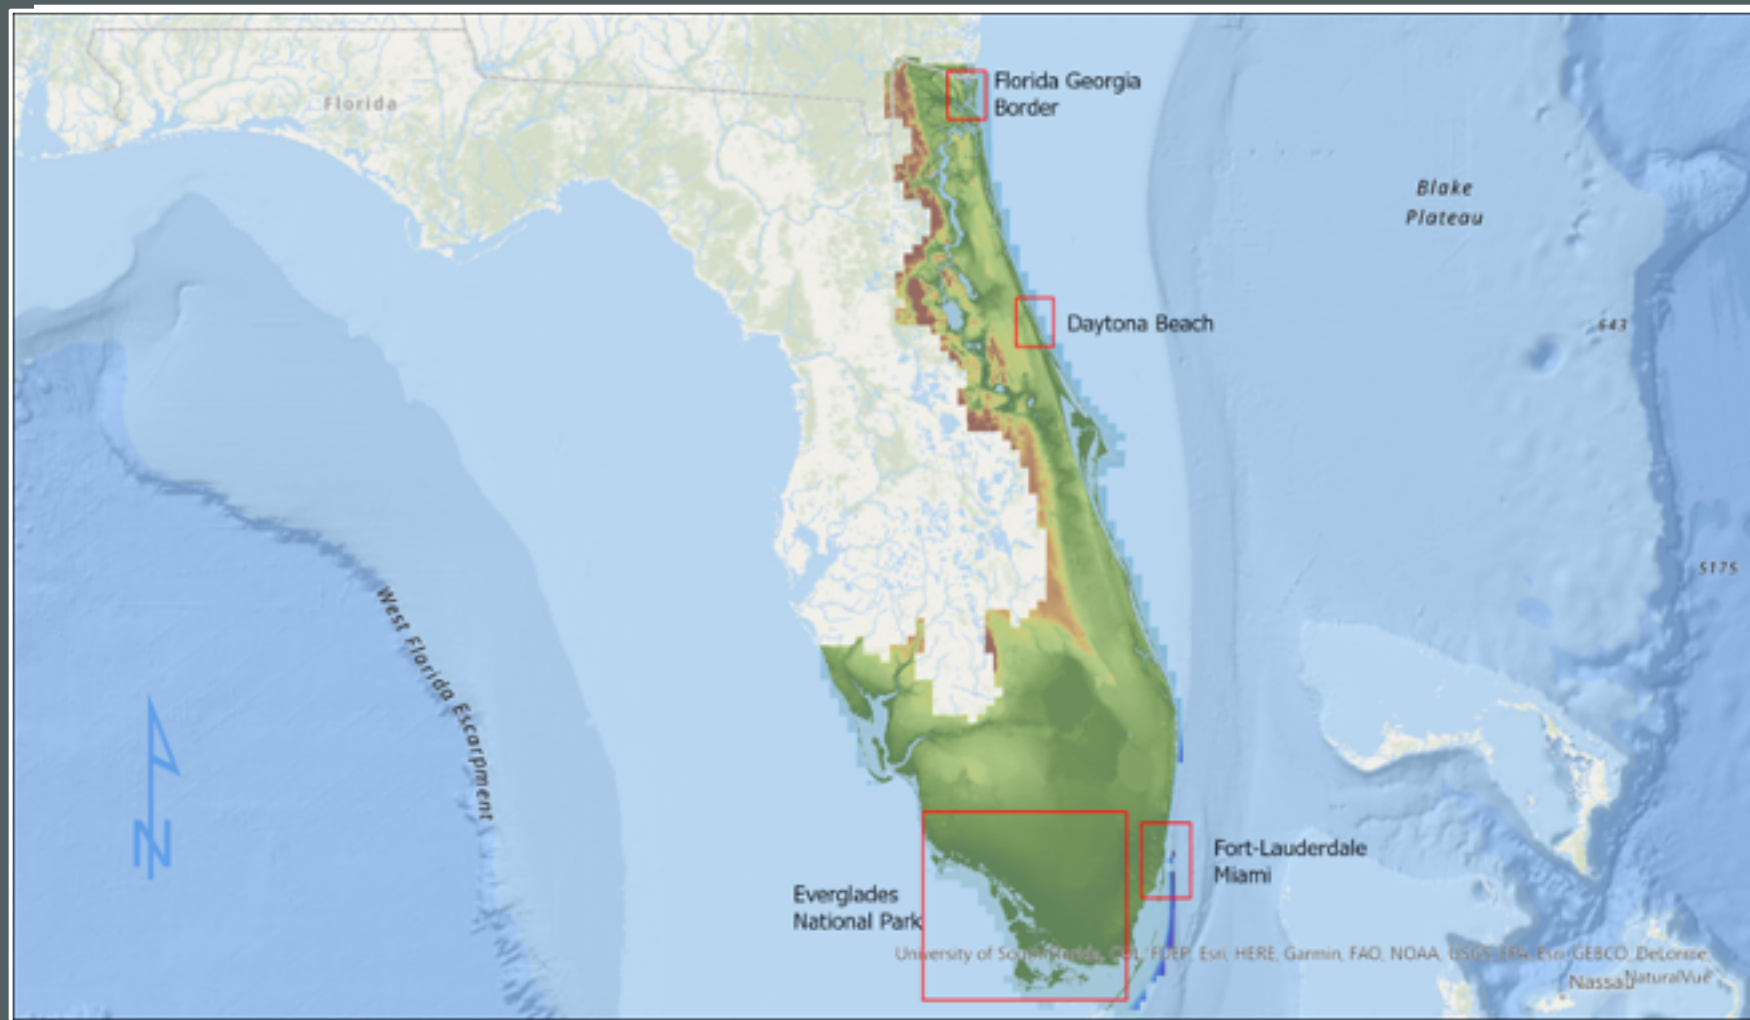 Florida Georgia
Border
Florida
Blake
Plateau
Daytona Beach
643
5175
West Florida Escarpment
N
Fort-Lauderdale
Miami
Everglades
National Park
University of South Florida, FDEP, Esri, HERE, Garmin, FAO, NOAA, USGS, EPA, Esri, GEBCO, DeLorme,
NaturalVue
Nassau